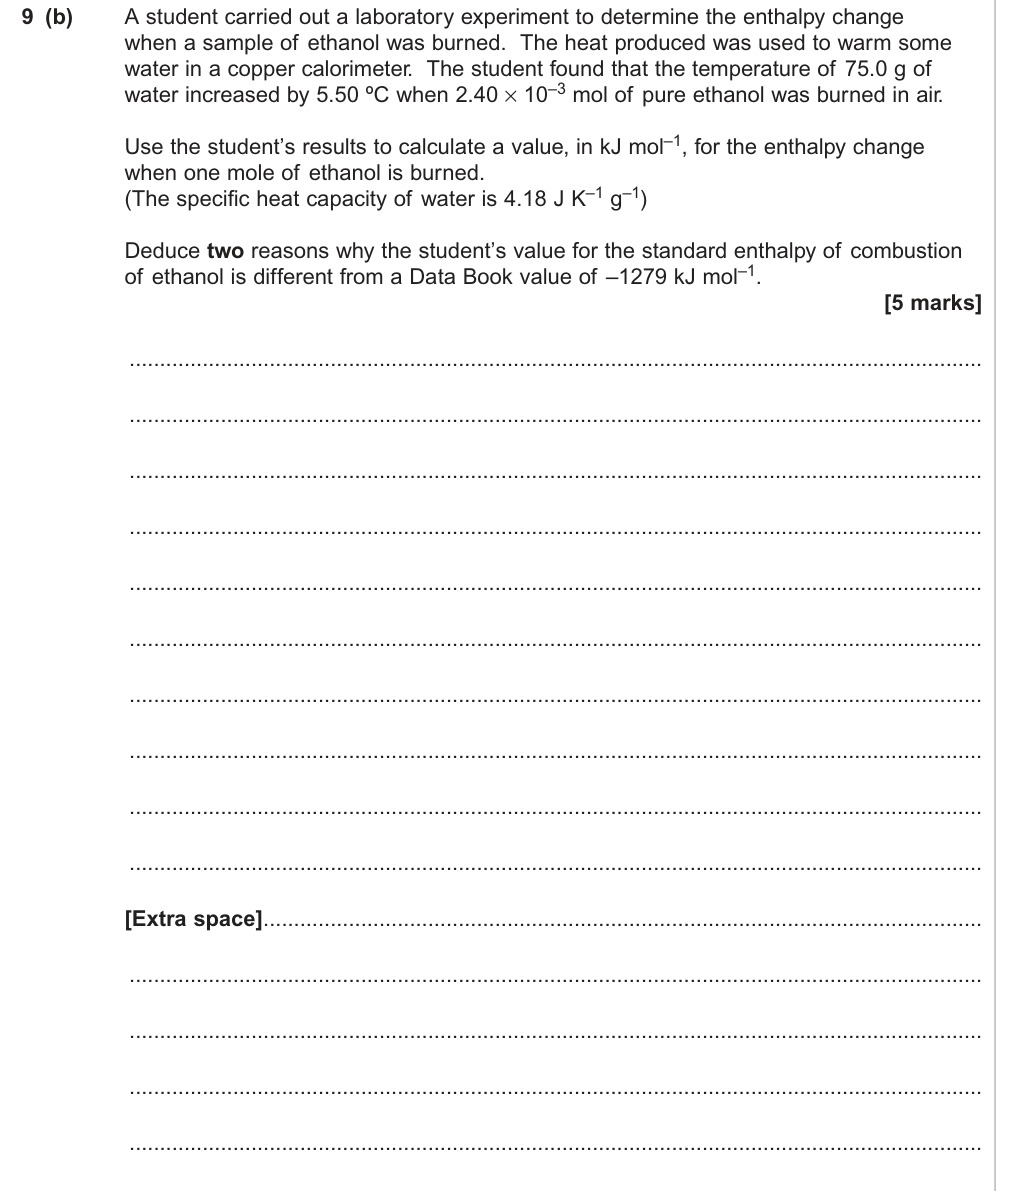 9 (b) A student carried out a laboratory experiment to determine the enthalpy change
when a sample of ethanol was burned. The heat produced was used to warm some
water in a copper calorimeter. The student found that the temperature of 75.0 g of
water increased by 5.50 ºC when 2.40 × 10⁻³ mol of pure ethanol was burned in air.
Use the student's results to calculate a value, in kJ mol⁻¹, for the enthalpy change
when one mole of ethanol is burned.
(The specific heat capacity of water is 4.18 J K⁻¹ g⁻¹)
Deduce two reasons why the student's value for the standard enthalpy of combustion
of ethanol is different from a Data Book value of –1279 kJ mol⁻¹.
[5 marks]
[Extra space]